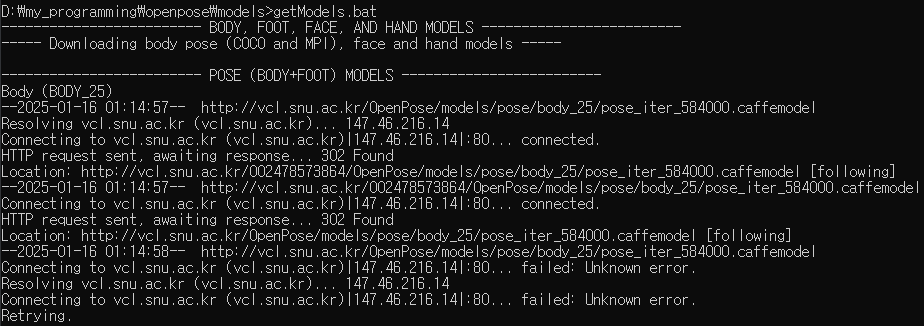 D:₩my_programming₩openpose₩models>getModels.bat
------------------------- BODY, FOOT, FACE, AND HAND MODELS -------------------------
----- Downloading body pose (COCO and MPI), face and hand models -----
------------------------- POSE (BODY+FOOT) MODELS -------------------------
Body (BODY_25)
--2025-01-16 01:14:57--  http://vcl.snu.ac.kr/OpenPose/models/pose/body_25/pose_iter_584000.caffemodel
Resolving vcl.snu.ac.kr (vcl.snu.ac.kr)... 147.46.216.14
Connecting to vcl.snu.ac.kr (vcl.snu.ac.kr)|147.46.216.14|:80... connected.
HTTP request sent, awaiting response... 302 Found
Location: http://vcl.snu.ac.kr/002478573864/OpenPose/models/pose/body_25/pose_iter_584000.caffemodel [following]
--2025-01-16 01:14:57--  http://vcl.snu.ac.kr/002478573864/OpenPose/models/pose/body_25/pose_iter_584000.caffemodel
Connecting to vcl.snu.ac.kr (vcl.snu.ac.kr)|147.46.216.14|:80... connected.
HTTP request sent, awaiting response... 302 Found
Location: http://vcl.snu.ac.kr/OpenPose/models/pose/body_25/pose_iter_584000.caffemodel [following]
--2025-01-16 01:14:58--  http://vcl.snu.ac.kr/OpenPose/models/pose/body_25/pose_iter_584000.caffemodel
Connecting to vcl.snu.ac.kr (vcl.snu.ac.kr)|147.46.216.14|:80... failed: Unknown error.
Resolving vcl.snu.ac.kr (vcl.snu.ac.kr)... 147.46.216.14
Connecting to vcl.snu.ac.kr (vcl.snu.ac.kr)|147.46.216.14|:80... failed: Unknown error.
Retrying.